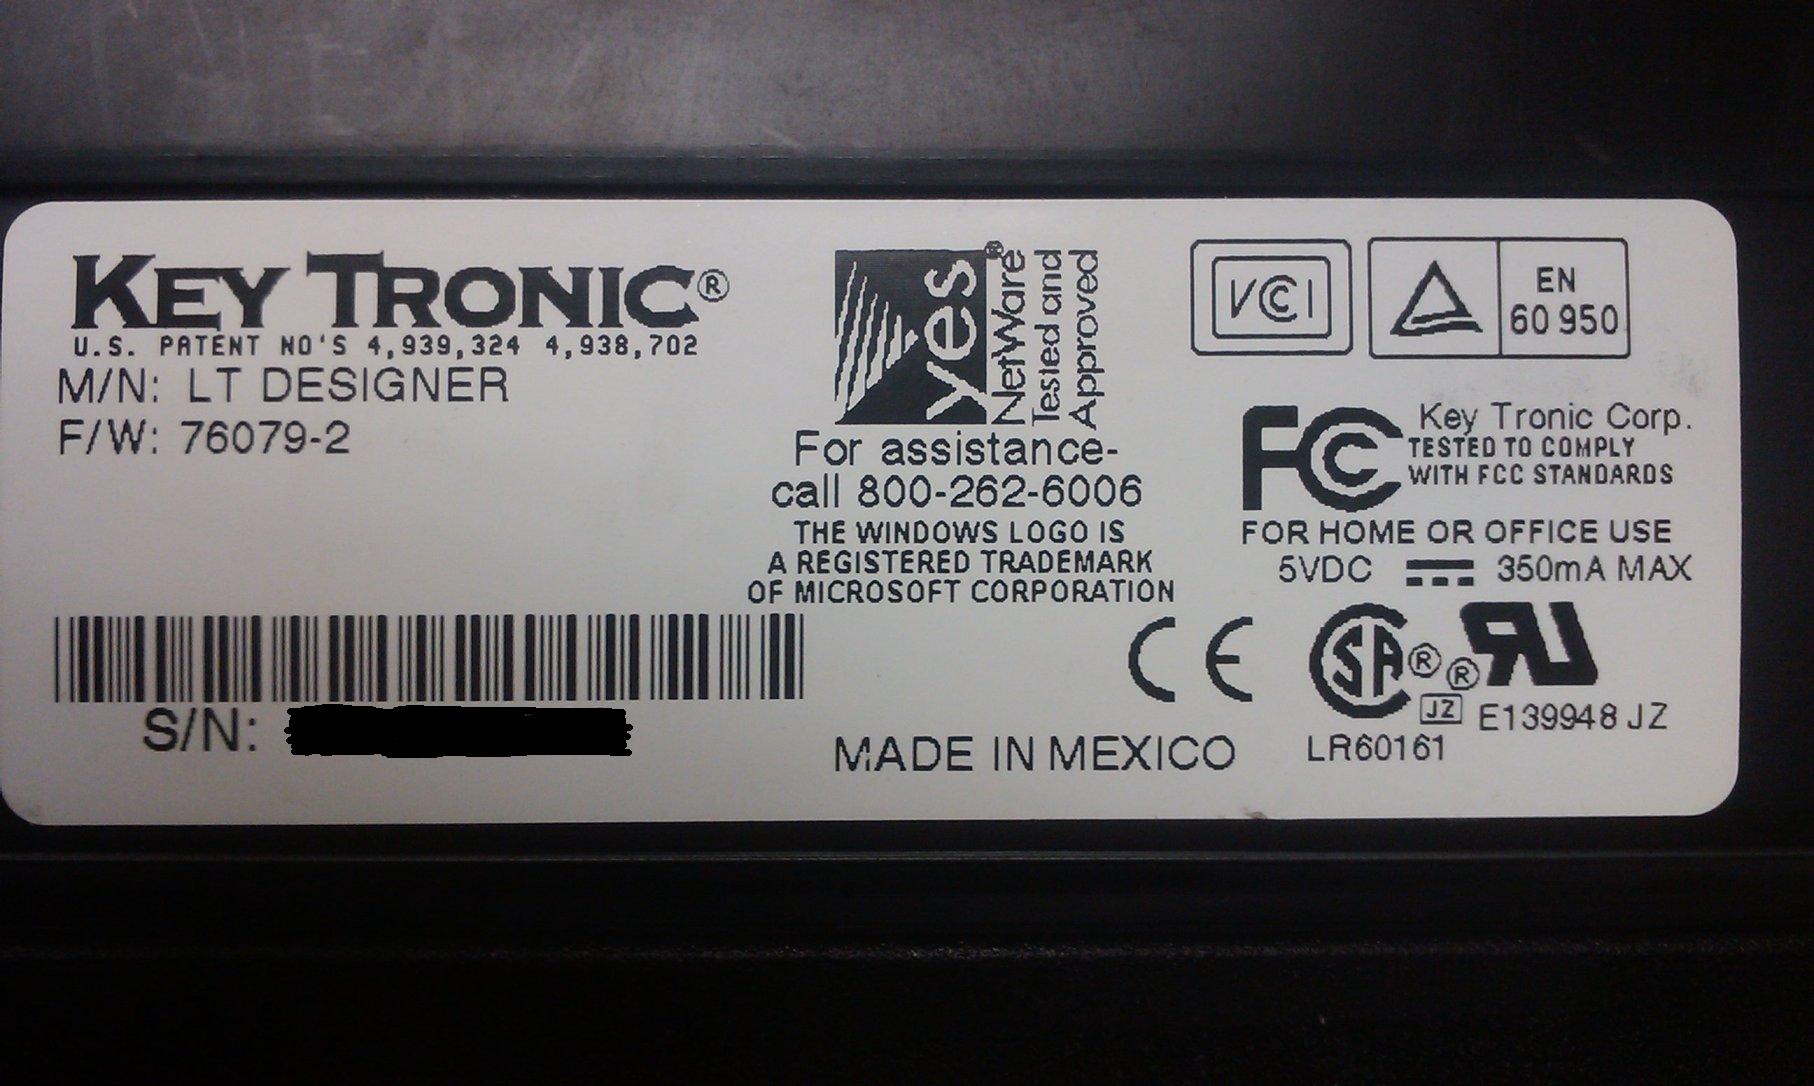 KEY TRONIC®
U.S. PATENT NO'S 4,939,324 4,938,702
M/N: LT DESIGNER
F/W: 76079-2
S/N:
yes
NetWare®
Tested and
Approved
For assistance-
call 800-262-6006
THE WINDOWS LOGO IS
A REGISTERED TRADEMARK
OF MICROSOFT CORPORATION
MADE IN MEXICO
VCCI
EN
60 950
FC Key Tronic Corp.
TESTED TO COMPLY
WITH FCC STANDARDS
FOR HOME OR OFFICE USE
5VDC 350mA MAX
CE
SA® ®RU
JZ E139948 JZ
LR60161